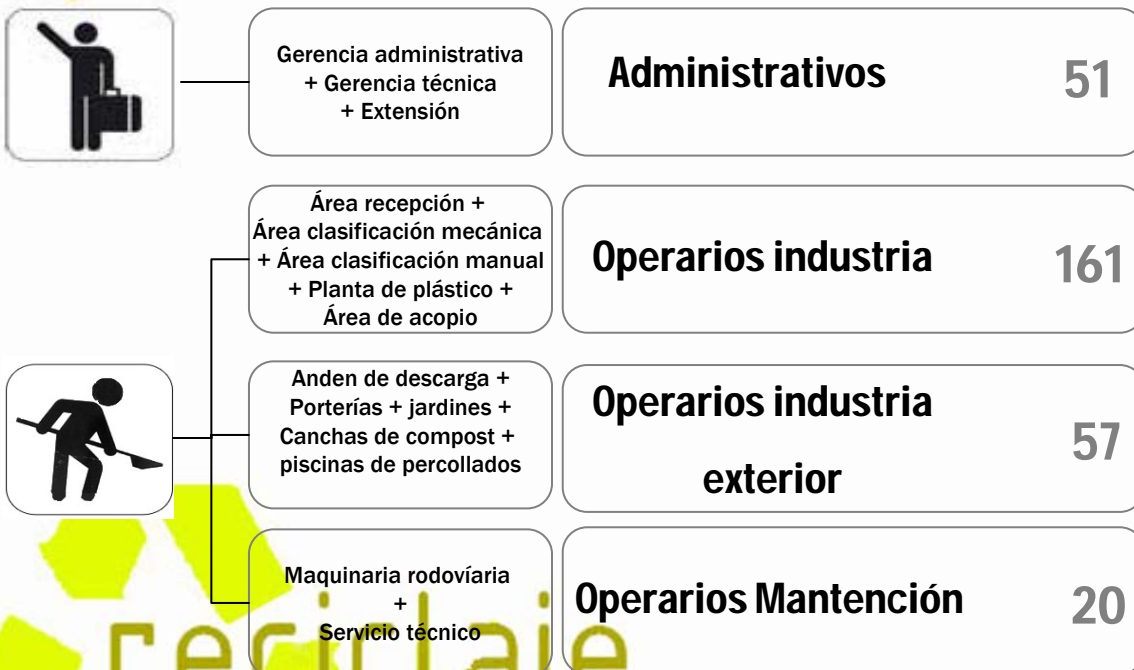 Gerencia administrativa
+ Gerencia técnica
+ Extensión
Administrativos 51
Área recepción +
Área clasificación mecánica
+ Área clasificación manual
+ Planta de plástico +
Área de acopio
Operarios industria 161
Anden de descarga +
Porterías + jardines +
Canchas de compost +
piscinas de percollados
Operarios industria
exterior
57
Maquinaria rodovíaria
+
Servicio técnico
Operarios Mantención 20
reciclaje